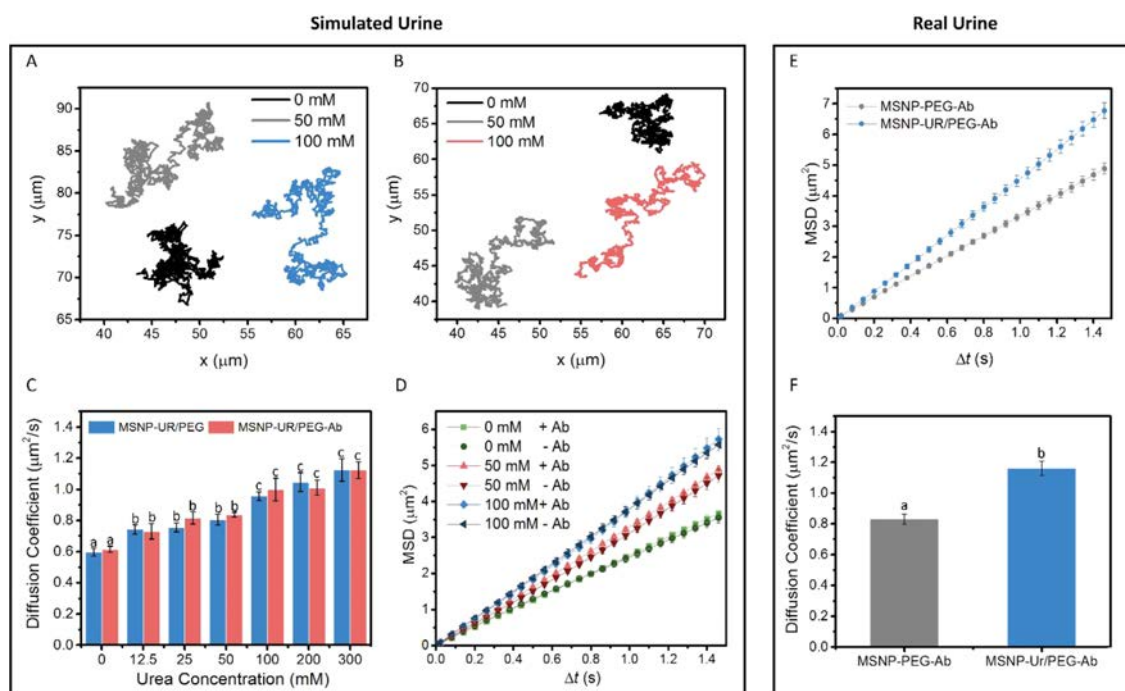 Simulated Urine
Real Urine
A
0 mM
50 mM
100 mM
90
85
80
75
70
65
y (μm)
40 45 50 55 60 65
x (μm)
B
0 mM
50 mM
100 mM
70
65
60
55
50
45
40
y (μm)
40 45 50 55 60 65 70
x (μm)
E
MSNP-PEG-Ab
MSNP-UR/PEG-Ab
7
6
5
4
3
2
1
0
MSD (μm²)
0.0 0.2 0.4 0.6 0.8 1.0 1.2 1.4
Δt (s)
C
MSNP-UR/PEG MSNP-UR/PEG-Ab
1.4
1.2
1.0
0.8
0.6
0.4
0.2
0.0
Diffusion Coefficient (μm²/s)
a a b b b b b b c c c c c c
0 12.5 25 50 100 200 300
Urea Concentration (mM)
D
0 mM + Ab
0 mM - Ab
50 mM + Ab
50 mM - Ab
100 mM + Ab
100 mM - Ab
6
5
4
3
2
1
0
MSD (μm²)
0.0 0.2 0.4 0.6 0.8 1.0 1.2 1.4
Δt (s)
F
1.4
1.2
1.0
0.8
0.6
0.4
0.2
0.0
Diffusion Coefficient (μm²/s)
a b
MSNP-PEG-Ab MSNP-Ur/PEG-Ab